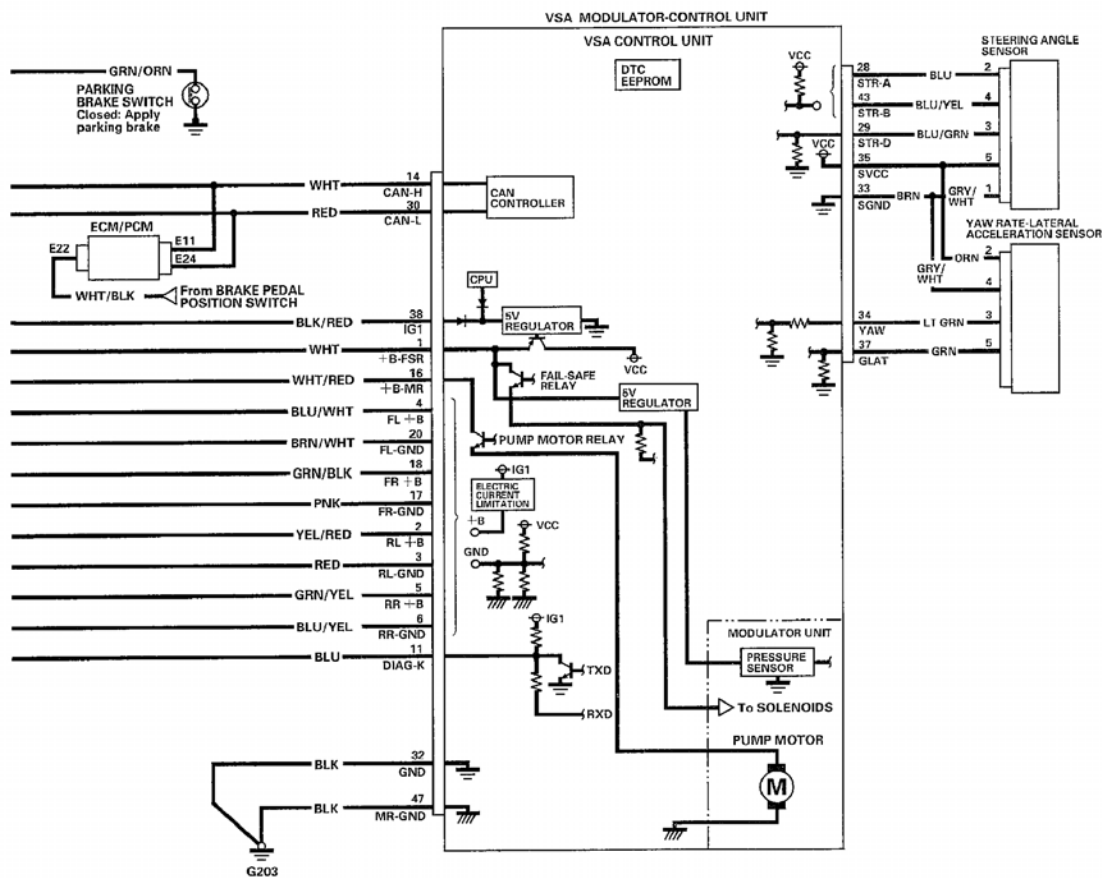 VSA MODULATOR-CONTROL UNIT
VSA CONTROL UNIT
DTC
EEPROM
GRN/ORN
PARKING
BRAKE SWITCH
Closed: Apply
parking brake
VCC
28
STR-A
BLU
2
43
STR-B
BLU/YEL
4
29
STR-D
BLU/GRN
3
VCC
35
SVCC
5
33
SGND
BRN
GRY/
WHT
1
STEERING ANGLE
SENSOR
YAW RATE-LATERAL
ACCELERATION SENSOR
ORN
2
GRY/
WHT
4
34
YAW
LT GRN
3
37
GLAT
GRN
5
WHT
14
CAN-H
RED
30
CAN-L
CAN
CONTROLLER
ECM/PCM
E22
E11
E24
WHT/BLK
From BRAKE PEDAL
POSITION SWITCH
CPU
BLK/RED
38
IG1
5V
REGULATOR
WHT
1
+B-FSR
VCC
WHT/RED
16
+B-MR
FAIL-SAFE
RELAY
5V
REGULATOR
BLU/WHT
4
FL +B
BRN/WHT
20
FL-GND
PUMP MOTOR RELAY
GRN/BLK
18
FR +B
IG1
ELECTRIC
CURRENT
LIMITATION
PNK
17
FR-GND
+B
VCC
YEL/RED
2
RL +B
GND
RED
3
RL-GND
GRN/YEL
5
RR +B
BLU/YEL
6
RR-GND
IG1
BLU
11
DIAG-K
TXD
RXD
MODULATOR UNIT
PRESSURE
SENSOR
To SOLENOIDS
PUMP MOTOR
M
BLK
32
GND
BLK
47
MR-GND
G203